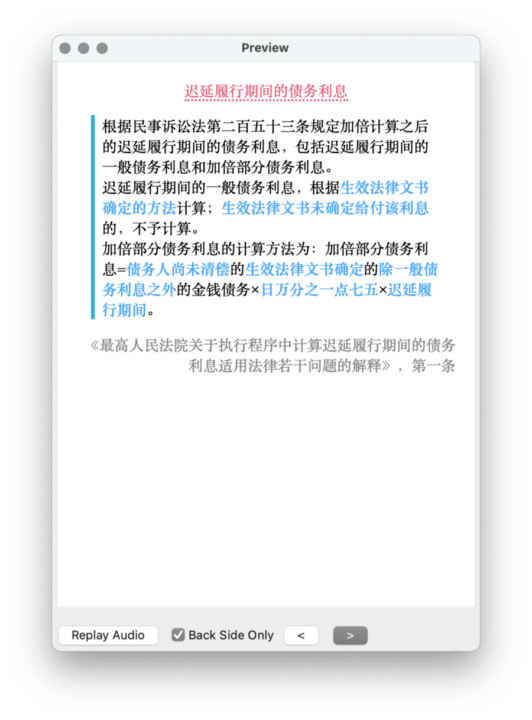 Preview
迟延履行期间的债务利息
根据民事诉讼法第二百五十三条规定加倍计算之后
的迟延履行期间的债务利息，包括迟延履行期间的
一般债务利息和加倍部分债务利息。
迟延履行期间的一般债务利息，根据生效法律文书
确定的方法计算；生效法律文书未确定给付该利息
的，不予计算。
加倍部分债务利息的计算方法为：加倍部分债务利
息=债务人尚未清偿的生效法律文书确定的除一般债
务利息之外的金钱债务×日万分之一点七五×迟延履
行期间。
《最高人民法院关于执行程序中计算迟延履行期间的债务
利息适用法律若干问题的解释》，第一条
Replay Audio
Back Side Only
<
>